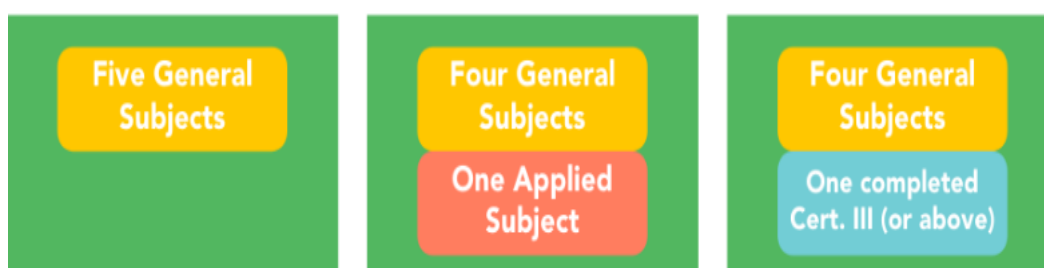 Five General
Subjects
Four General
Subjects
One Applied
Subject
Four General
Subjects
One completed
Cert. III (or above)